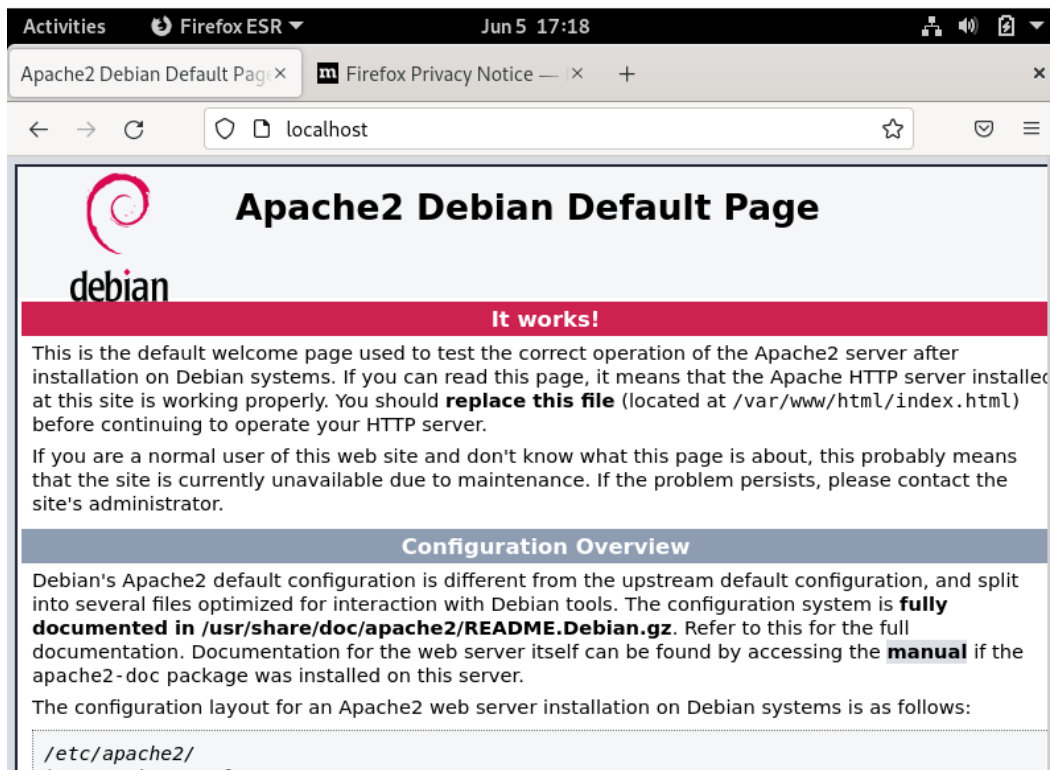 Activities Firefox ESR Jun 5 17:18
Apache2 Debian Default Pag × m Firefox Privacy Notice — × + ×
localhost
debian
Apache2 Debian Default Page
It works!
This is the default welcome page used to test the correct operation of the Apache2 server after
installation on Debian systems. If you can read this page, it means that the Apache HTTP server installed
at this site is working properly. You should replace this file (located at /var/www/html/index.html)
before continuing to operate your HTTP server.
If you are a normal user of this web site and don't know what this page is about, this probably means
that the site is currently unavailable due to maintenance. If the problem persists, please contact the
site's administrator.
Configuration Overview
Debian's Apache2 default configuration is different from the upstream default configuration, and split
into several files optimized for interaction with Debian tools. The configuration system is fully
documented in /usr/share/doc/apache2/README.Debian.gz. Refer to this for the full
documentation. Documentation for the web server itself can be found by accessing the manual if the
apache2-doc package was installed on this server.
The configuration layout for an Apache2 web server installation on Debian systems is as follows:
/etc/apache2/